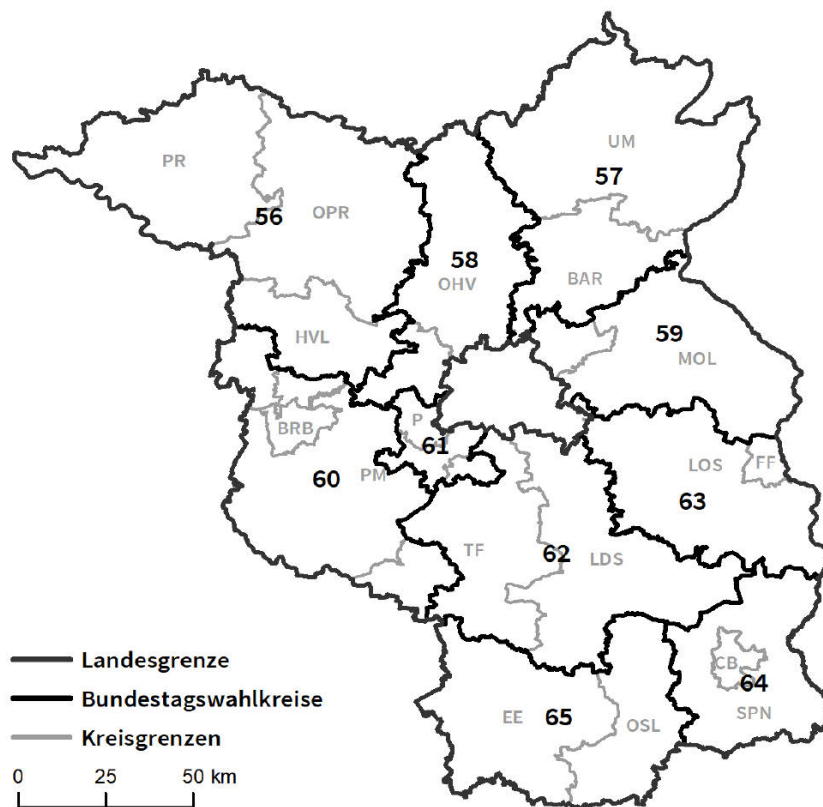 UM
PR
57
56
OPR
58
OHV
BAR
59
HVL
MOL
P
BRB
61
LOS
FF
60
PM
63
TF
62
LDS
Landesgrenze
CB
64
Bundestagswahlkreise
EE
65
OSL
SPN
Kreisgrenzen
0 25 50 km